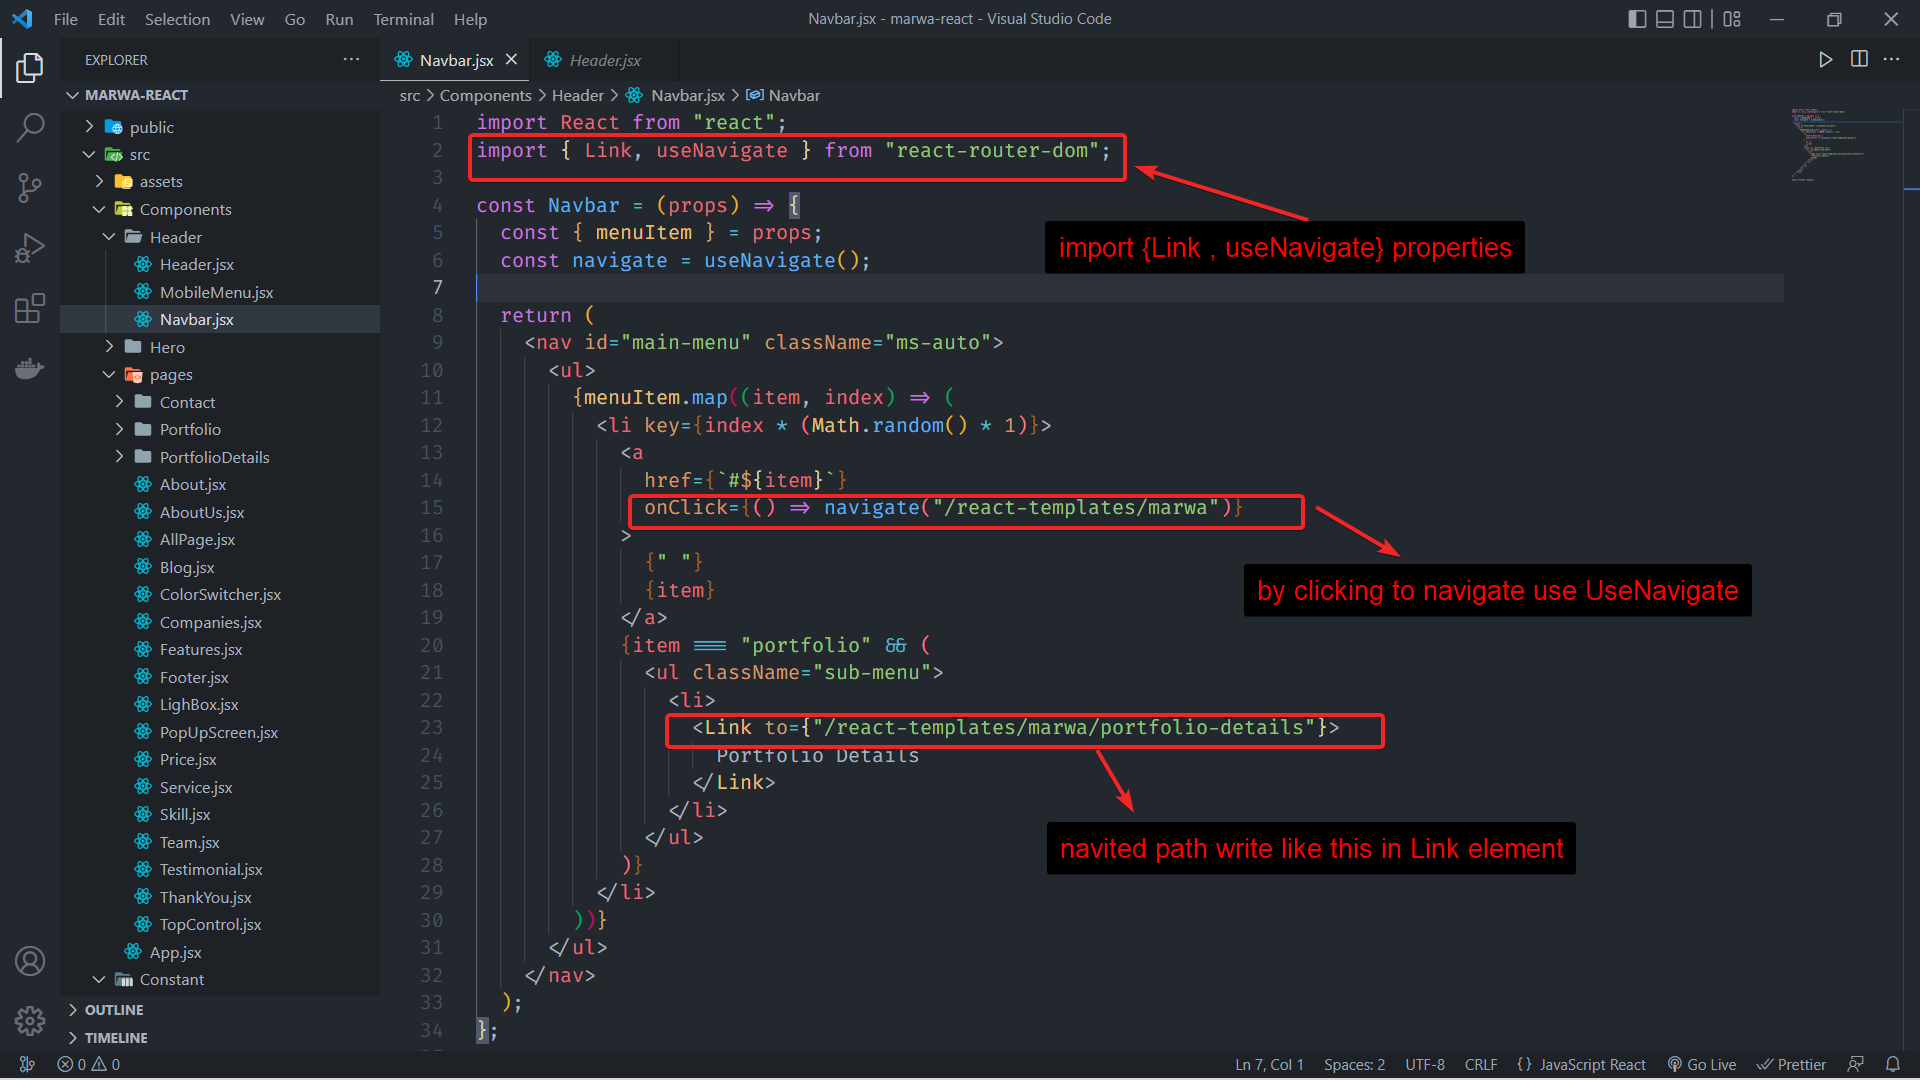 File Edit Selection View Go Run Terminal Help
Navbar.jsx - marwa-react - Visual Studio Code
EXPLORER
MARWA-REACT
public
src
assets
Components
Header
Header.jsx
MobileMenu.jsx
Navbar.jsx
Hero
pages
Contact
Portfolio
PortfolioDetails
About.jsx
AboutUs.jsx
AllPage.jsx
Blog.jsx
ColorSwitcher.jsx
Companies.jsx
Features.jsx
Footer.jsx
LighBox.jsx
PopUpScreen.jsx
Price.jsx
Service.jsx
Skill.jsx
Team.jsx
Testimonial.jsx
ThankYou.jsx
TopControl.jsx
App.jsx
Constant
OUTLINE
TIMELINE
Navbar.jsx Header.jsx
src > Components > Header > Navbar.jsx > Navbar
1 import React from "react";
2 import { Link, useNavigate } from "react-router-dom";
3
4 const Navbar = (props) => {
5 const { menuItem } = props;
6 const navigate = useNavigate();
7
8 return (
9 <nav id="main-menu" className="ms-auto">
10 <ul>
11 {menuItem.map((item, index) => (
12 <li key={index * (Math.random() * 1)}>
13 <a
14 href={`#${item}`}
15 onClick={() => navigate("/react-templates/marwa")}
16 >
17 {" "}
18 {item}
19 </a>
20 {item === "portfolio" && (
21 <ul className="sub-menu">
22 <li>
23 <Link to={"/react-templates/marwa/portfolio-details"}>
24 Portfolio Details
25 </Link>
26 </li>
27 </ul>
28 )}
29 </li>
30 ))}
31 </ul>
32 </nav>
33 );
34 };
import {Link , useNavigate} properties
by clicking to navigate use UseNavigate
navited path write like this in Link element
0 0
Ln 7, Col 1 Spaces: 2 UTF-8 CRLF {} JavaScript React Go Live Prettier